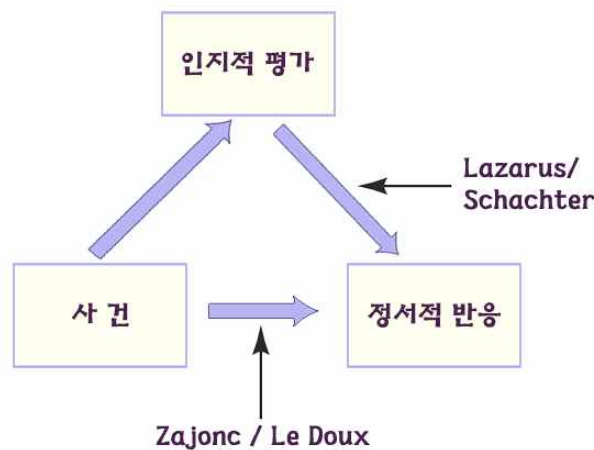 인지적 평가
Lazarus/
Schachter
사 건
정서적 반응
Zajonc / Le Doux